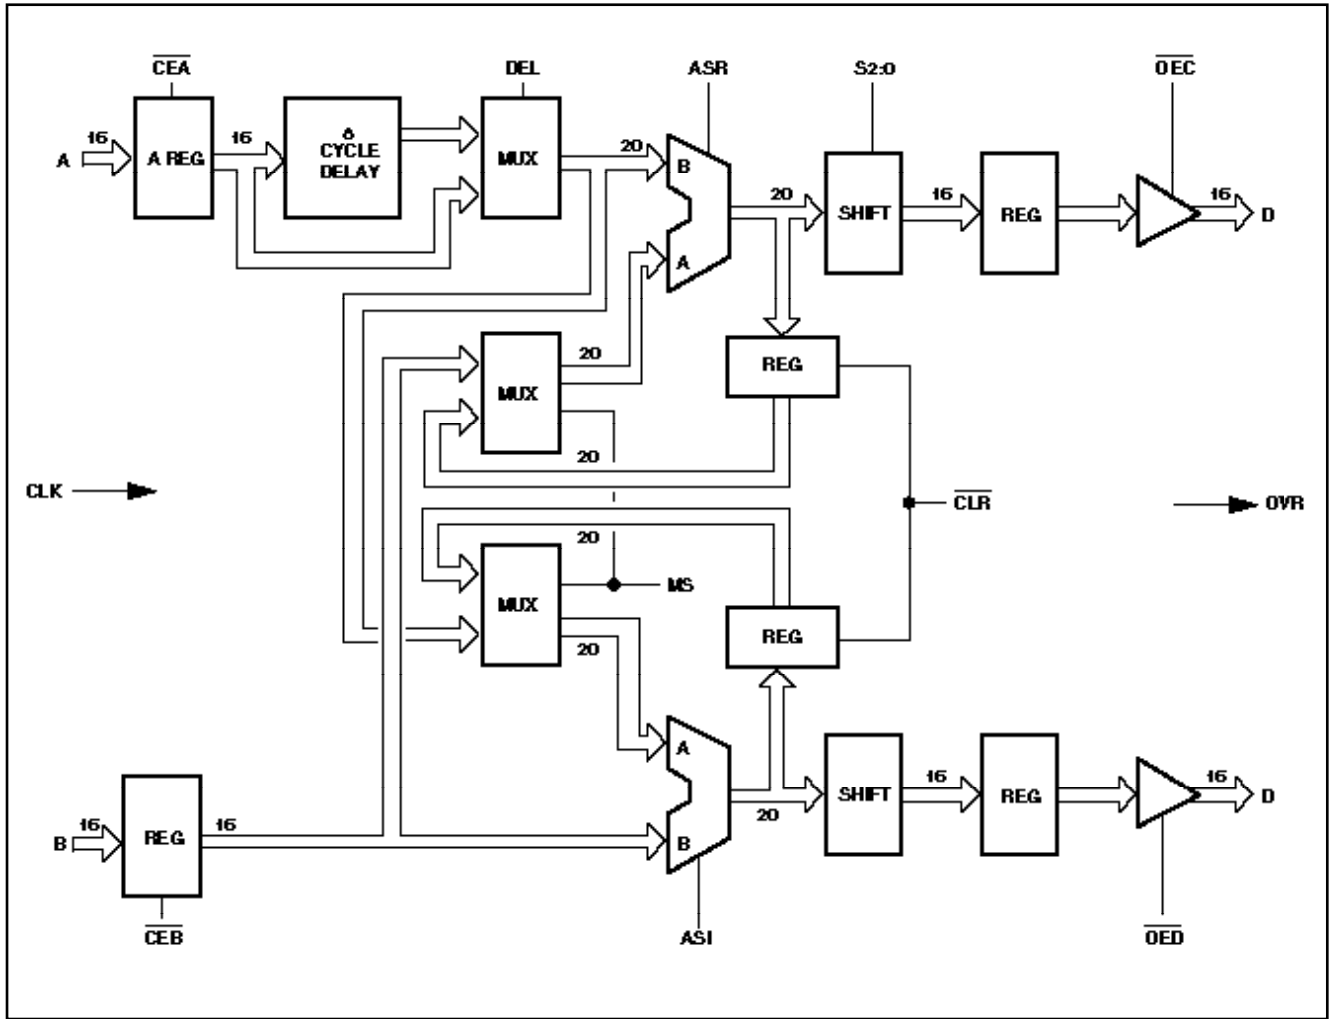 CEA
DEL
ASR
S2:0
OEC
16
A
A REG
16
8
CYCLE
DELAY
MUX
20
B
A
20
SHIFT
16
REG
16
D
MUX
20
20
REG
CLK
CLR
OVR
20
MUX
MS
20
REG
A
B
20
SHIFT
16
REG
16
D
B
16
REG
16
CEB
ASI
OED